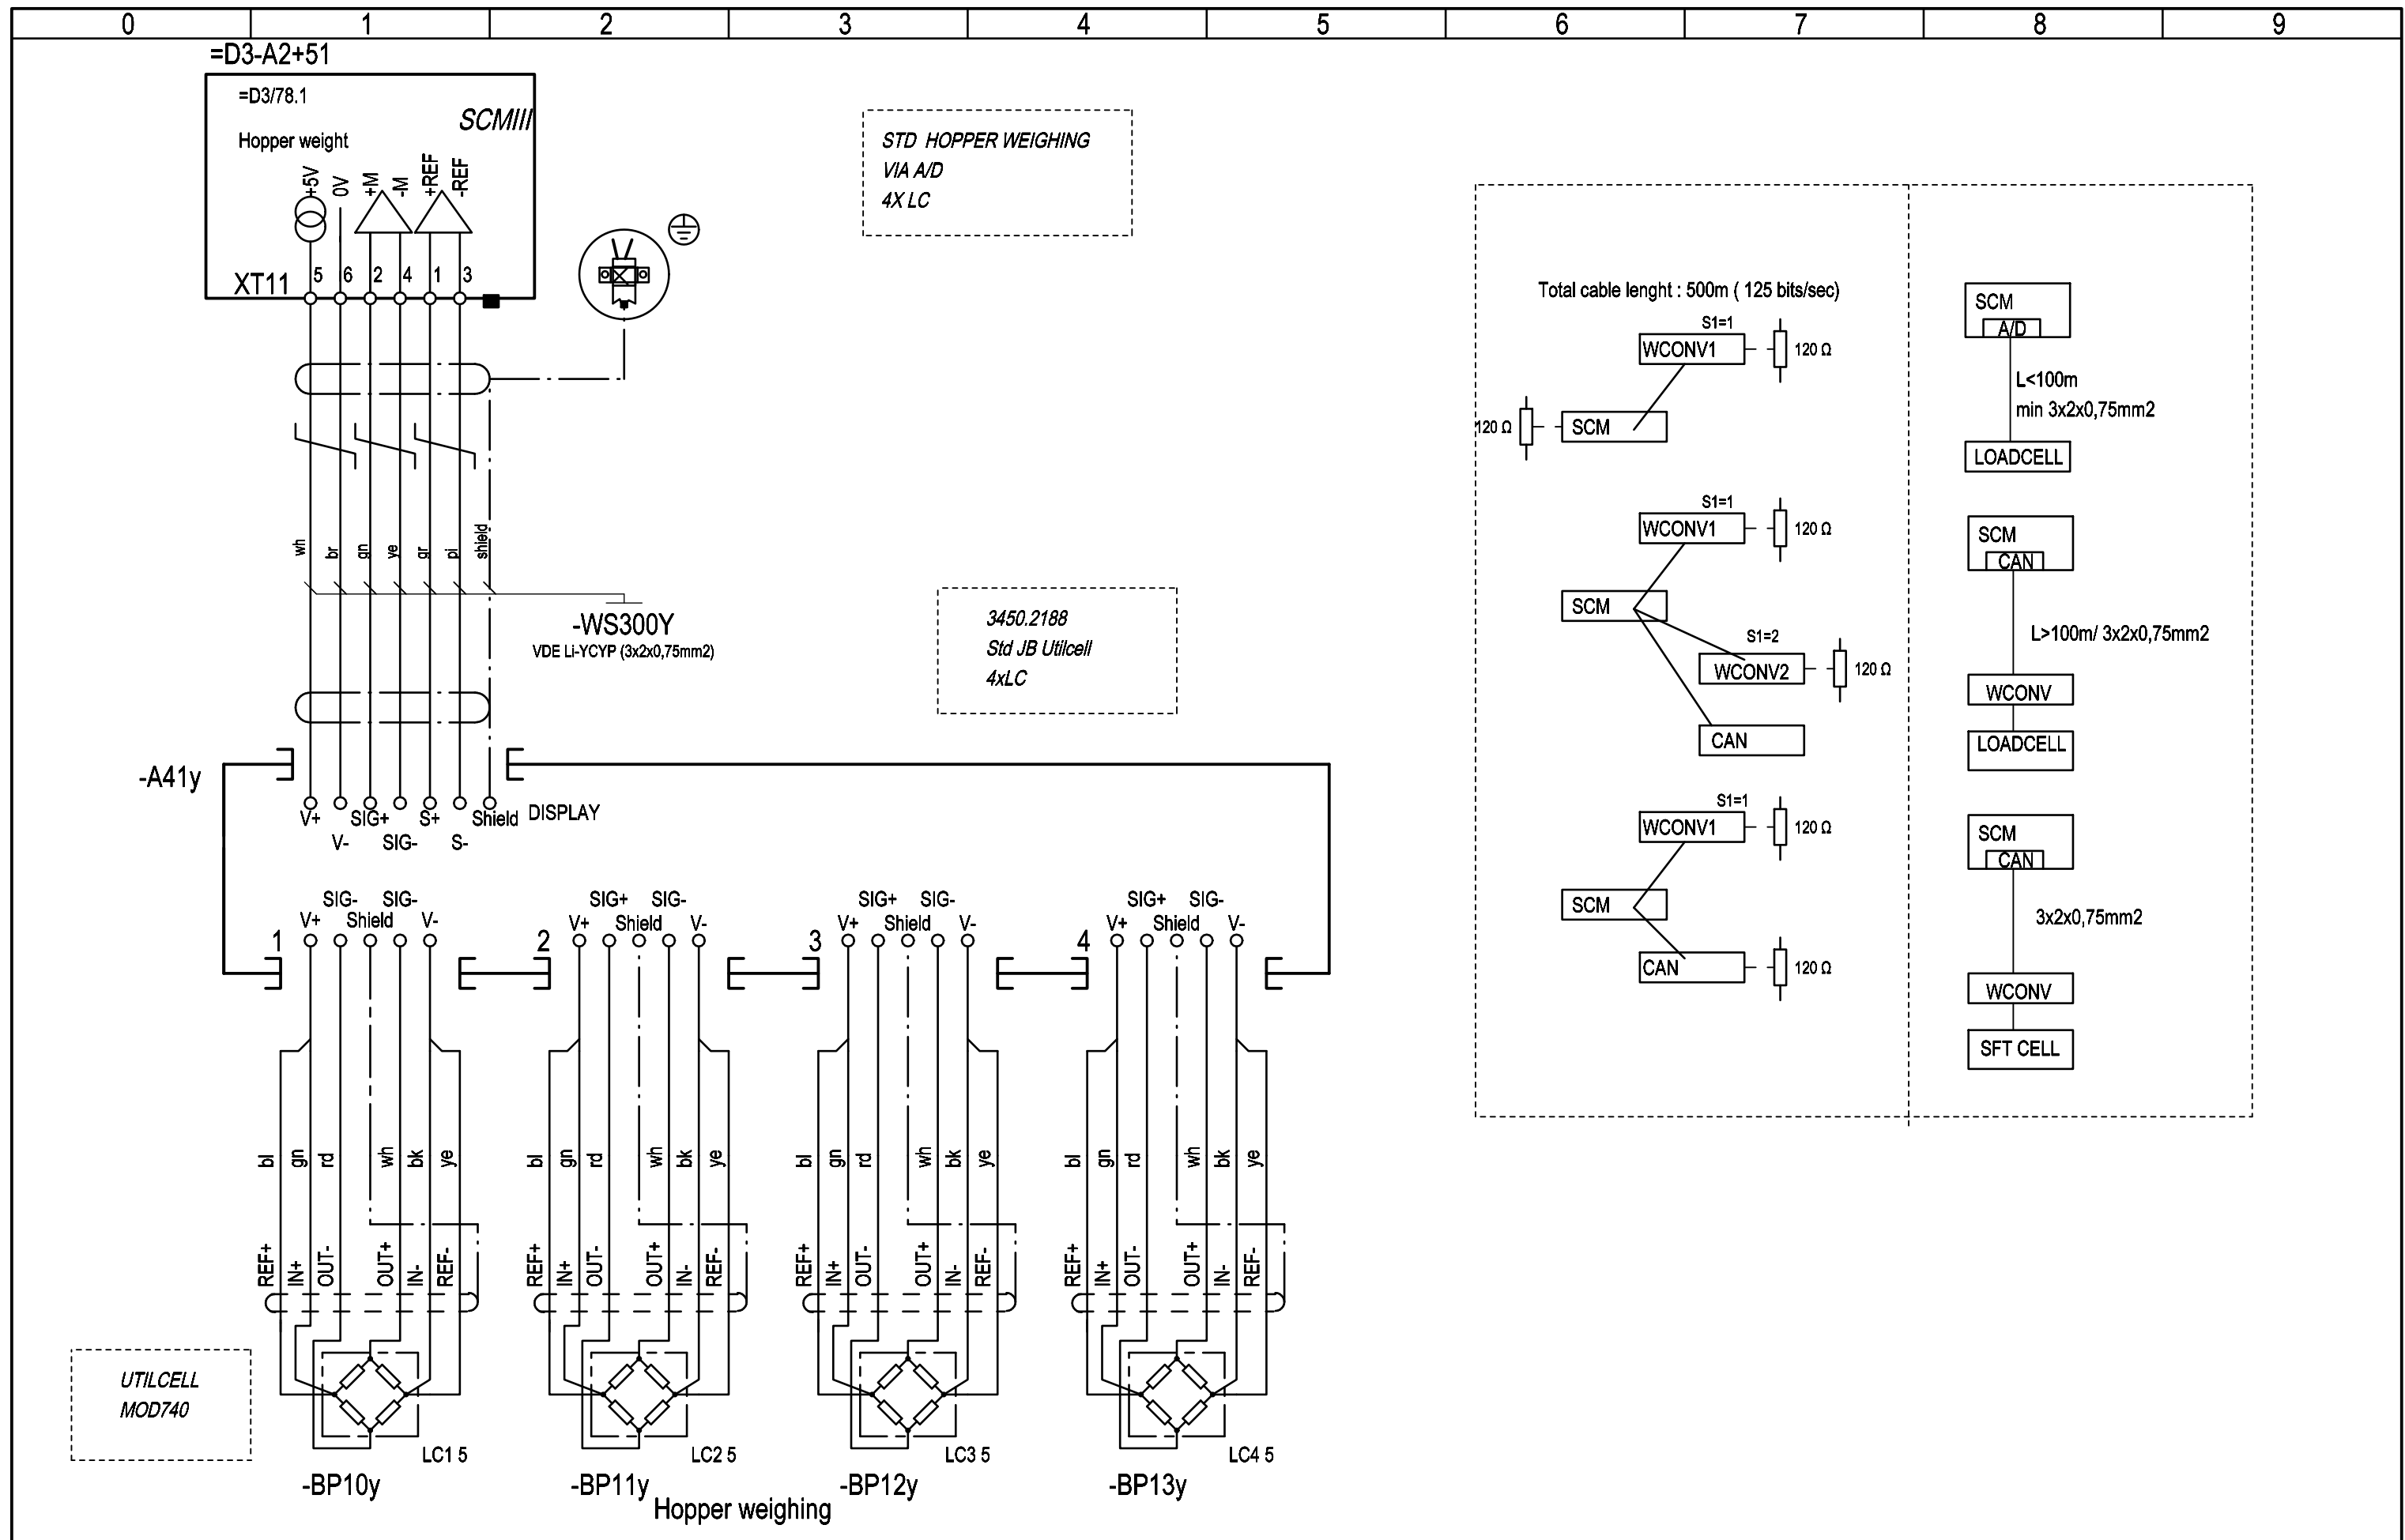 0 1 2 3 4 5 6 7 8 9
=D3-A2+51
=D3/78.1
SCMIII
Hopper weight
+5V 0V +M -M +REF -REF
XT11 5 6 2 4 1 3
STD HOPPER WEIGHING
VIA A/D
4X LC
wh br gn ye gr pi shield
-WS300Y
VDE Li-YCYP (3x2x0,75mm2)
3450.2188
Std JB Utilcell
4xLC
-A41y
V+ SIG+ S+ Shield DISPLAY
V- SIG- S-
SIG- SIG- SIG+ SIG- SIG+ SIG- SIG+ SIG-
V+ Shield V- V+ Shield V- V+ Shield V- V+ Shield V-
1 2 3 4
bl gn rd wh bk ye bl gn rd wh bk ye bl gn rd wh bk ye bl gn rd wh bk ye
REF+ IN+ OUT- OUT+ IN- REF- REF+ IN+ OUT- OUT+ IN- REF- REF+ IN+ OUT- OUT+ IN- REF- REF+ IN+ OUT- OUT+ IN- REF-
UTILCELL
MOD740
LC1 5 LC2 5 LC3 5 LC4 5
-BP10y -BP11y -BP12y -BP13y
Hopper weighing
Total cable lenght : 500m ( 125 bits/sec)
S1=1
WCONV1 120 Ω
120 Ω SCM
S1=1
WCONV1 120 Ω
SCM
S1=2
WCONV2 120 Ω
CAN
S1=1
WCONV1 120 Ω
SCM
CAN 120 Ω
SCM
A/D
L<100m
min 3x2x0,75mm2
LOADCELL
SCM
CAN
L>100m/ 3x2x0,75mm2
WCONV
LOADCELL
SCM
CAN
3x2x0,75mm2
WCONV
SFT CELL